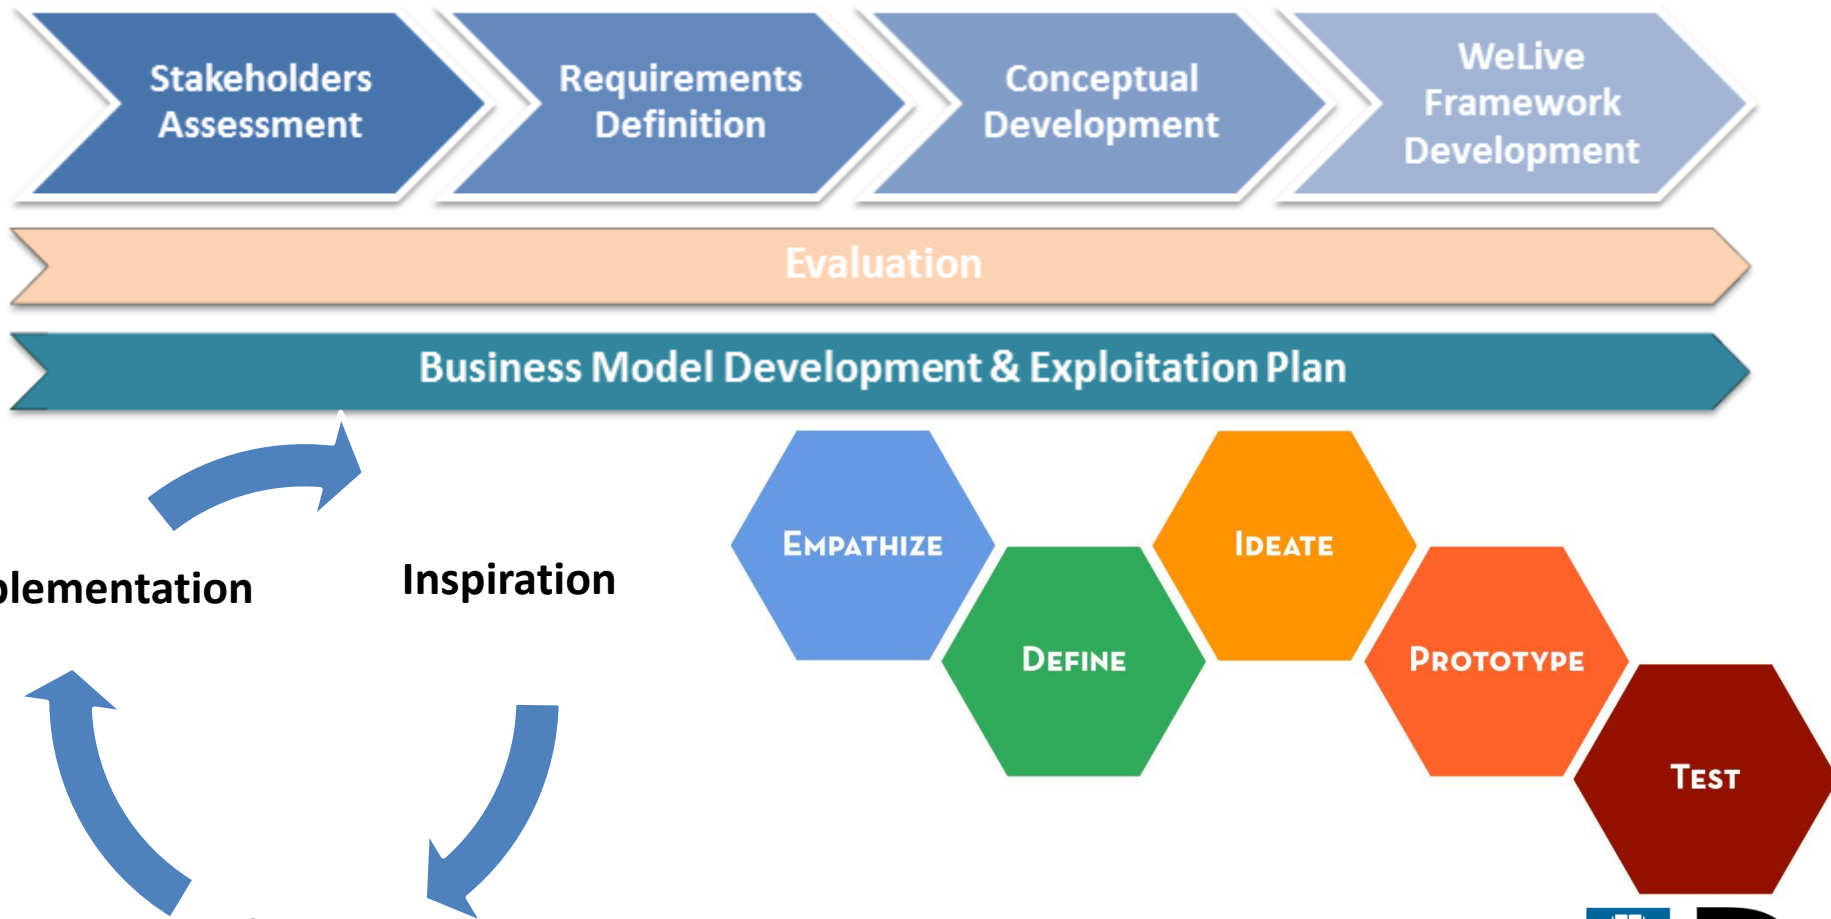 Stakeholders
Assessment
Requirements
Definition
Conceptual
Development
WeLive
Framework
Development
Evaluation
Business Model Development & Exploitation Plan
plementation
Inspiration
EMPATHIZE
DEFINE
IDEATE
PROTOTYPE
TEST